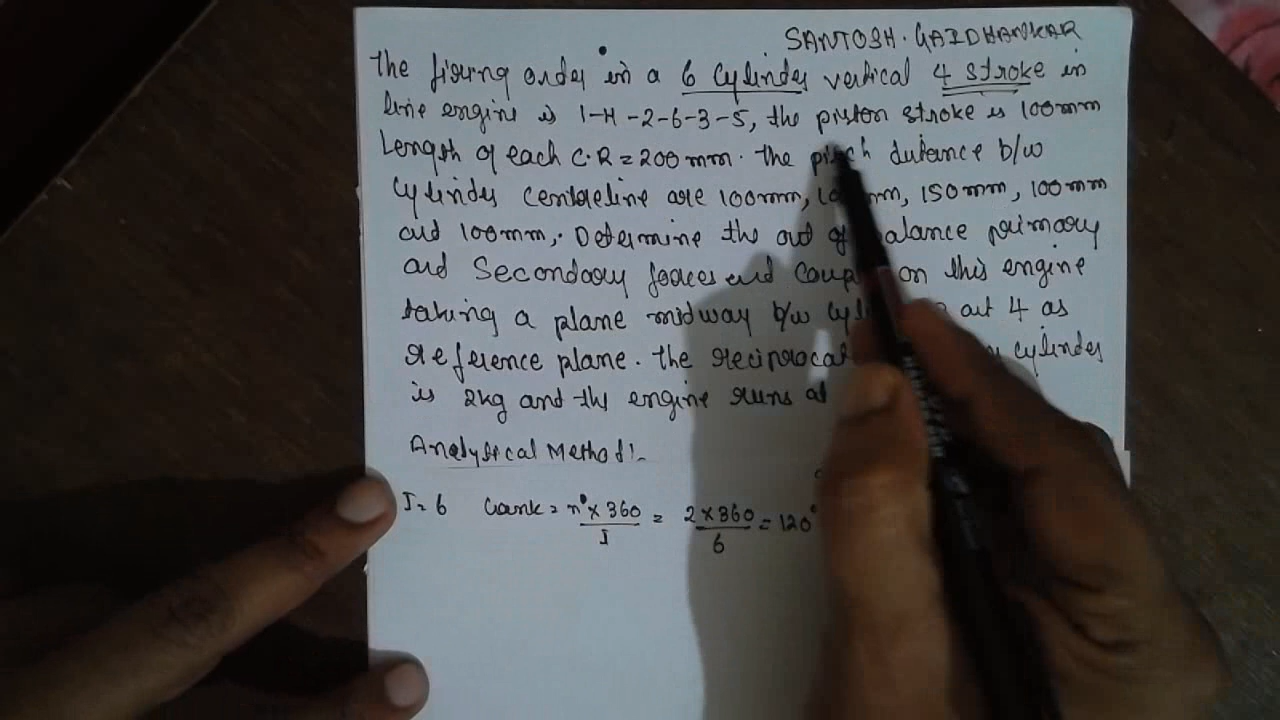 SANTOSH. GAIDHANKAR
The firing order in a 6 Cylinder vertical 4 stroke in
line engine is 1-4-2-6-3-5, the piston stroke is 100mm
Length of each C.R = 200 mm. The pitch distance b/w
cylinder centreline are 100mm, mm, 150mm, 100mm
and 100mm,. Determine the out of balance primary
and Secondary forces and on this engine
taking a plane midway b/w 4 as
reference plane. the cylinder
is 2kg and the engine runs at
Analytical Method:-
I = 6 Crank = n° × 360 / I = 2 × 360 / 6 = 120°